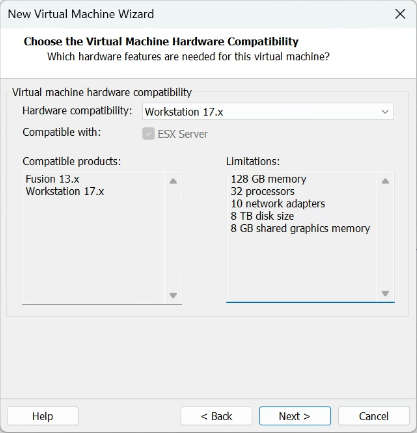 New Virtual Machine Wizard
Choose the Virtual Machine Hardware Compatibility
Which hardware features are needed for this virtual machine?
Virtual machine hardware compatibility
Hardware compatibility: Workstation 17.x
Compatible with: ESX Server
Compatible products:
Fusion 13.x
Workstation 17.x
Limitations:
128 GB memory
32 processors
10 network adapters
8 TB disk size
8 GB shared graphics memory
Help < Back Next > Cancel